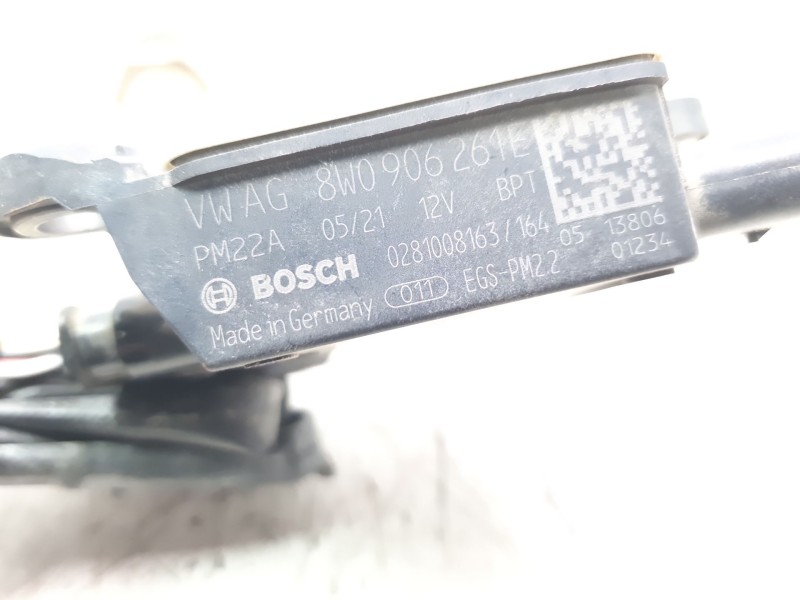 VW AG 8W0 906 261E
PM22A 05/21 12V BPT
BOSCH 0281008163/164 05 13806
Made in Germany 011 EGS-PM2.2 01234